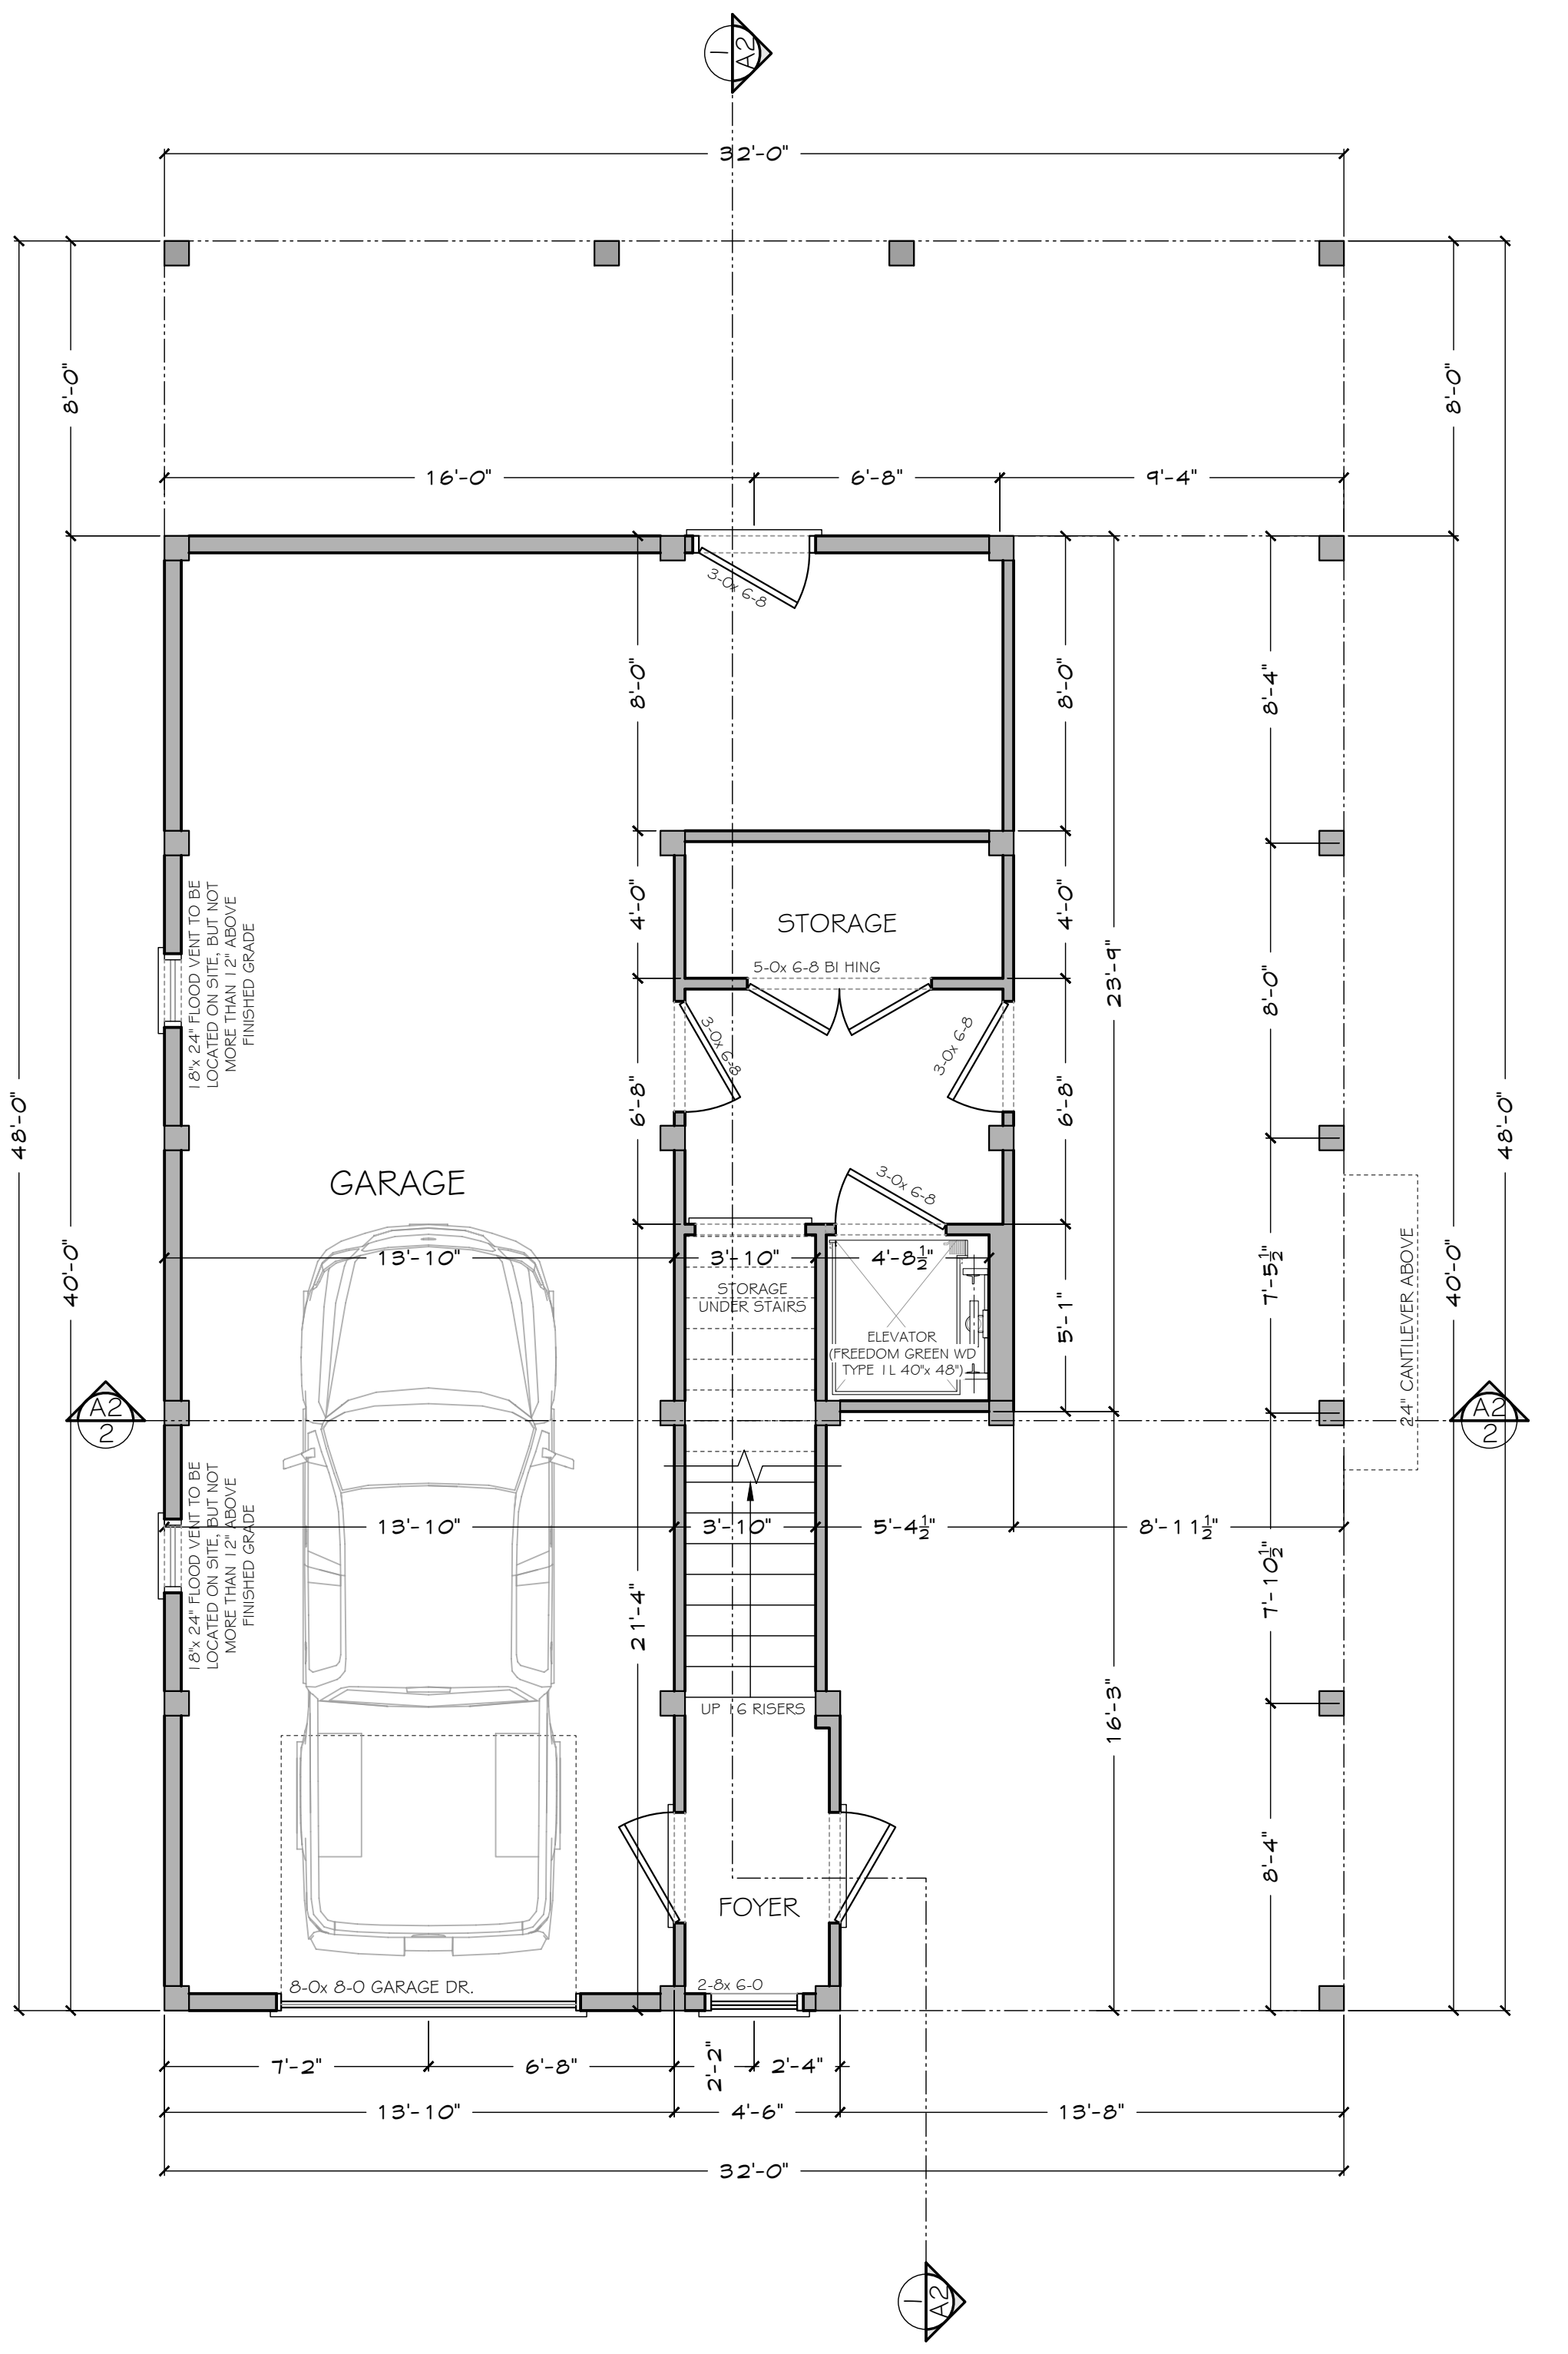 1
A2
32'-0"
8'-0"
8'-0"
16'-0"
6'-8"
9'-4"
3-0x 6-8
8'-0"
8'-0"
8'-4"
18"x 24" FLOOD VENT TO BE
LOCATED ON SITE, BUT NOT
MORE THAN 12" ABOVE
FINISHED GRADE
4'-0"
STORAGE
5-0x 6-8 BI HING
4'-0"
23'-9"
8'-0"
3-0x 6-8
3-0x 6-8
48'-0"
6'-8"
6'-8"
48'-0"
GARAGE
3-0x 6-8
40'-0"
13'-10"
3'-10"
4'-8½"
7'-5½"
40'-0"
STORAGE
UNDER STAIRS
5'-1"
24" CANTILEVER ABOVE
ELEVATOR
(FREEDOM GREEN WD
TYPE 1L 40"x 48")
A2
2
A2
2
18"x 24" FLOOD VENT TO BE
LOCATED ON SITE, BUT NOT
MORE THAN 12" ABOVE
FINISHED GRADE
13'-10"
3'-10"
5'-4½"
8'-11½"
7'-10½"
21'-4"
16'-3"
UP 16 RISERS
8'-4"
FOYER
8-0x 8-0 GARAGE DR.
2-8x 6-0
7'-2"
6'-8"
2'-2"
2'-4"
13'-10"
4'-6"
13'-8"
32'-0"
1
A2